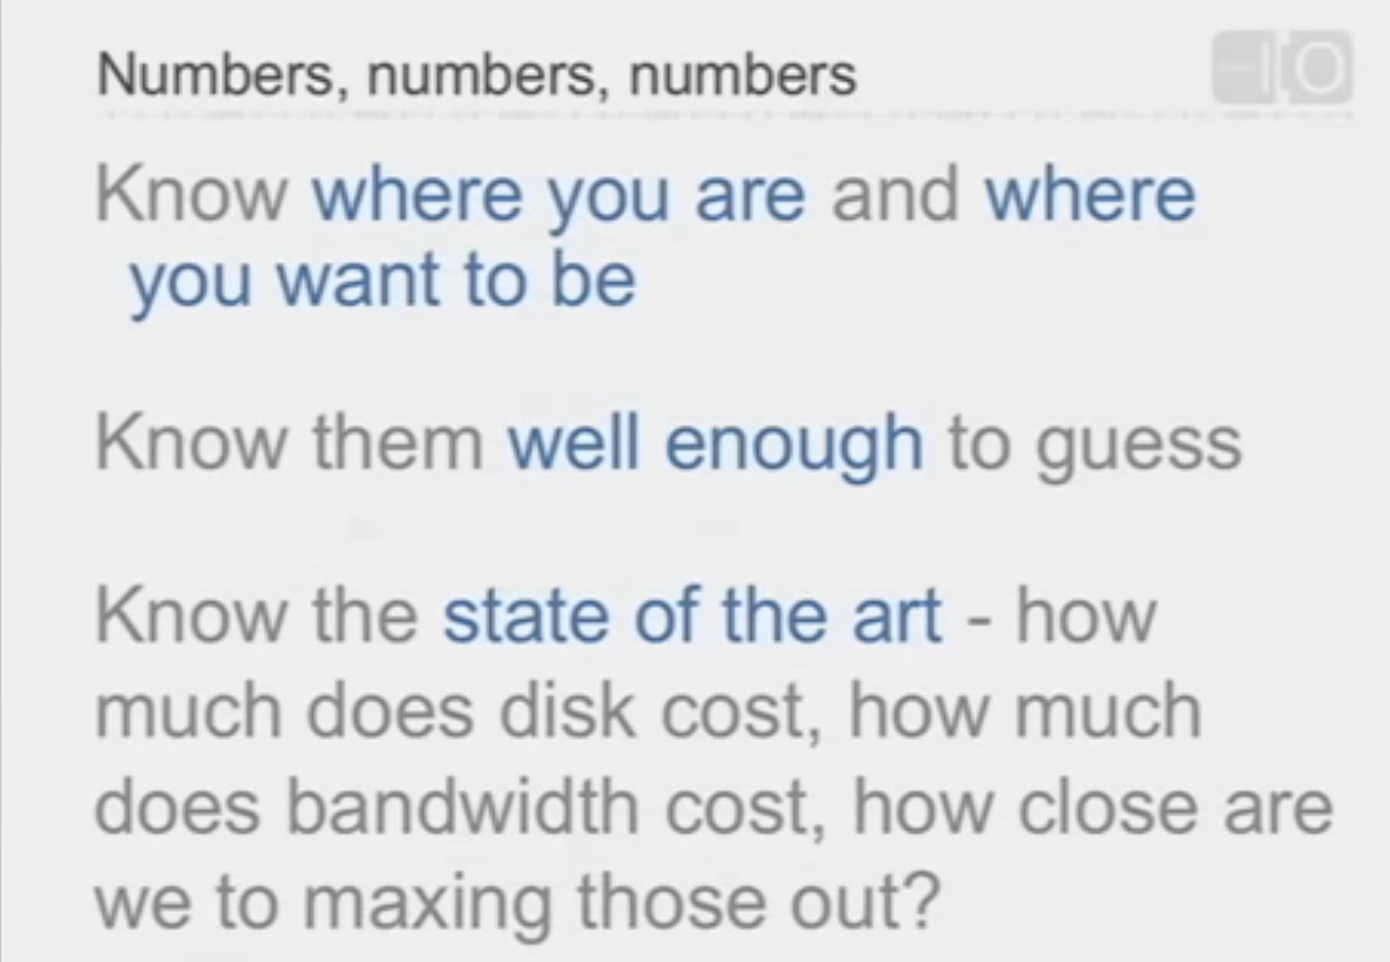 Numbers, numbers, numbers
IO
Know where you are and where
you want to be
Know them well enough to guess
Know the state of the art - how
much does disk cost, how much
does bandwidth cost, how close are
we to maxing those out?